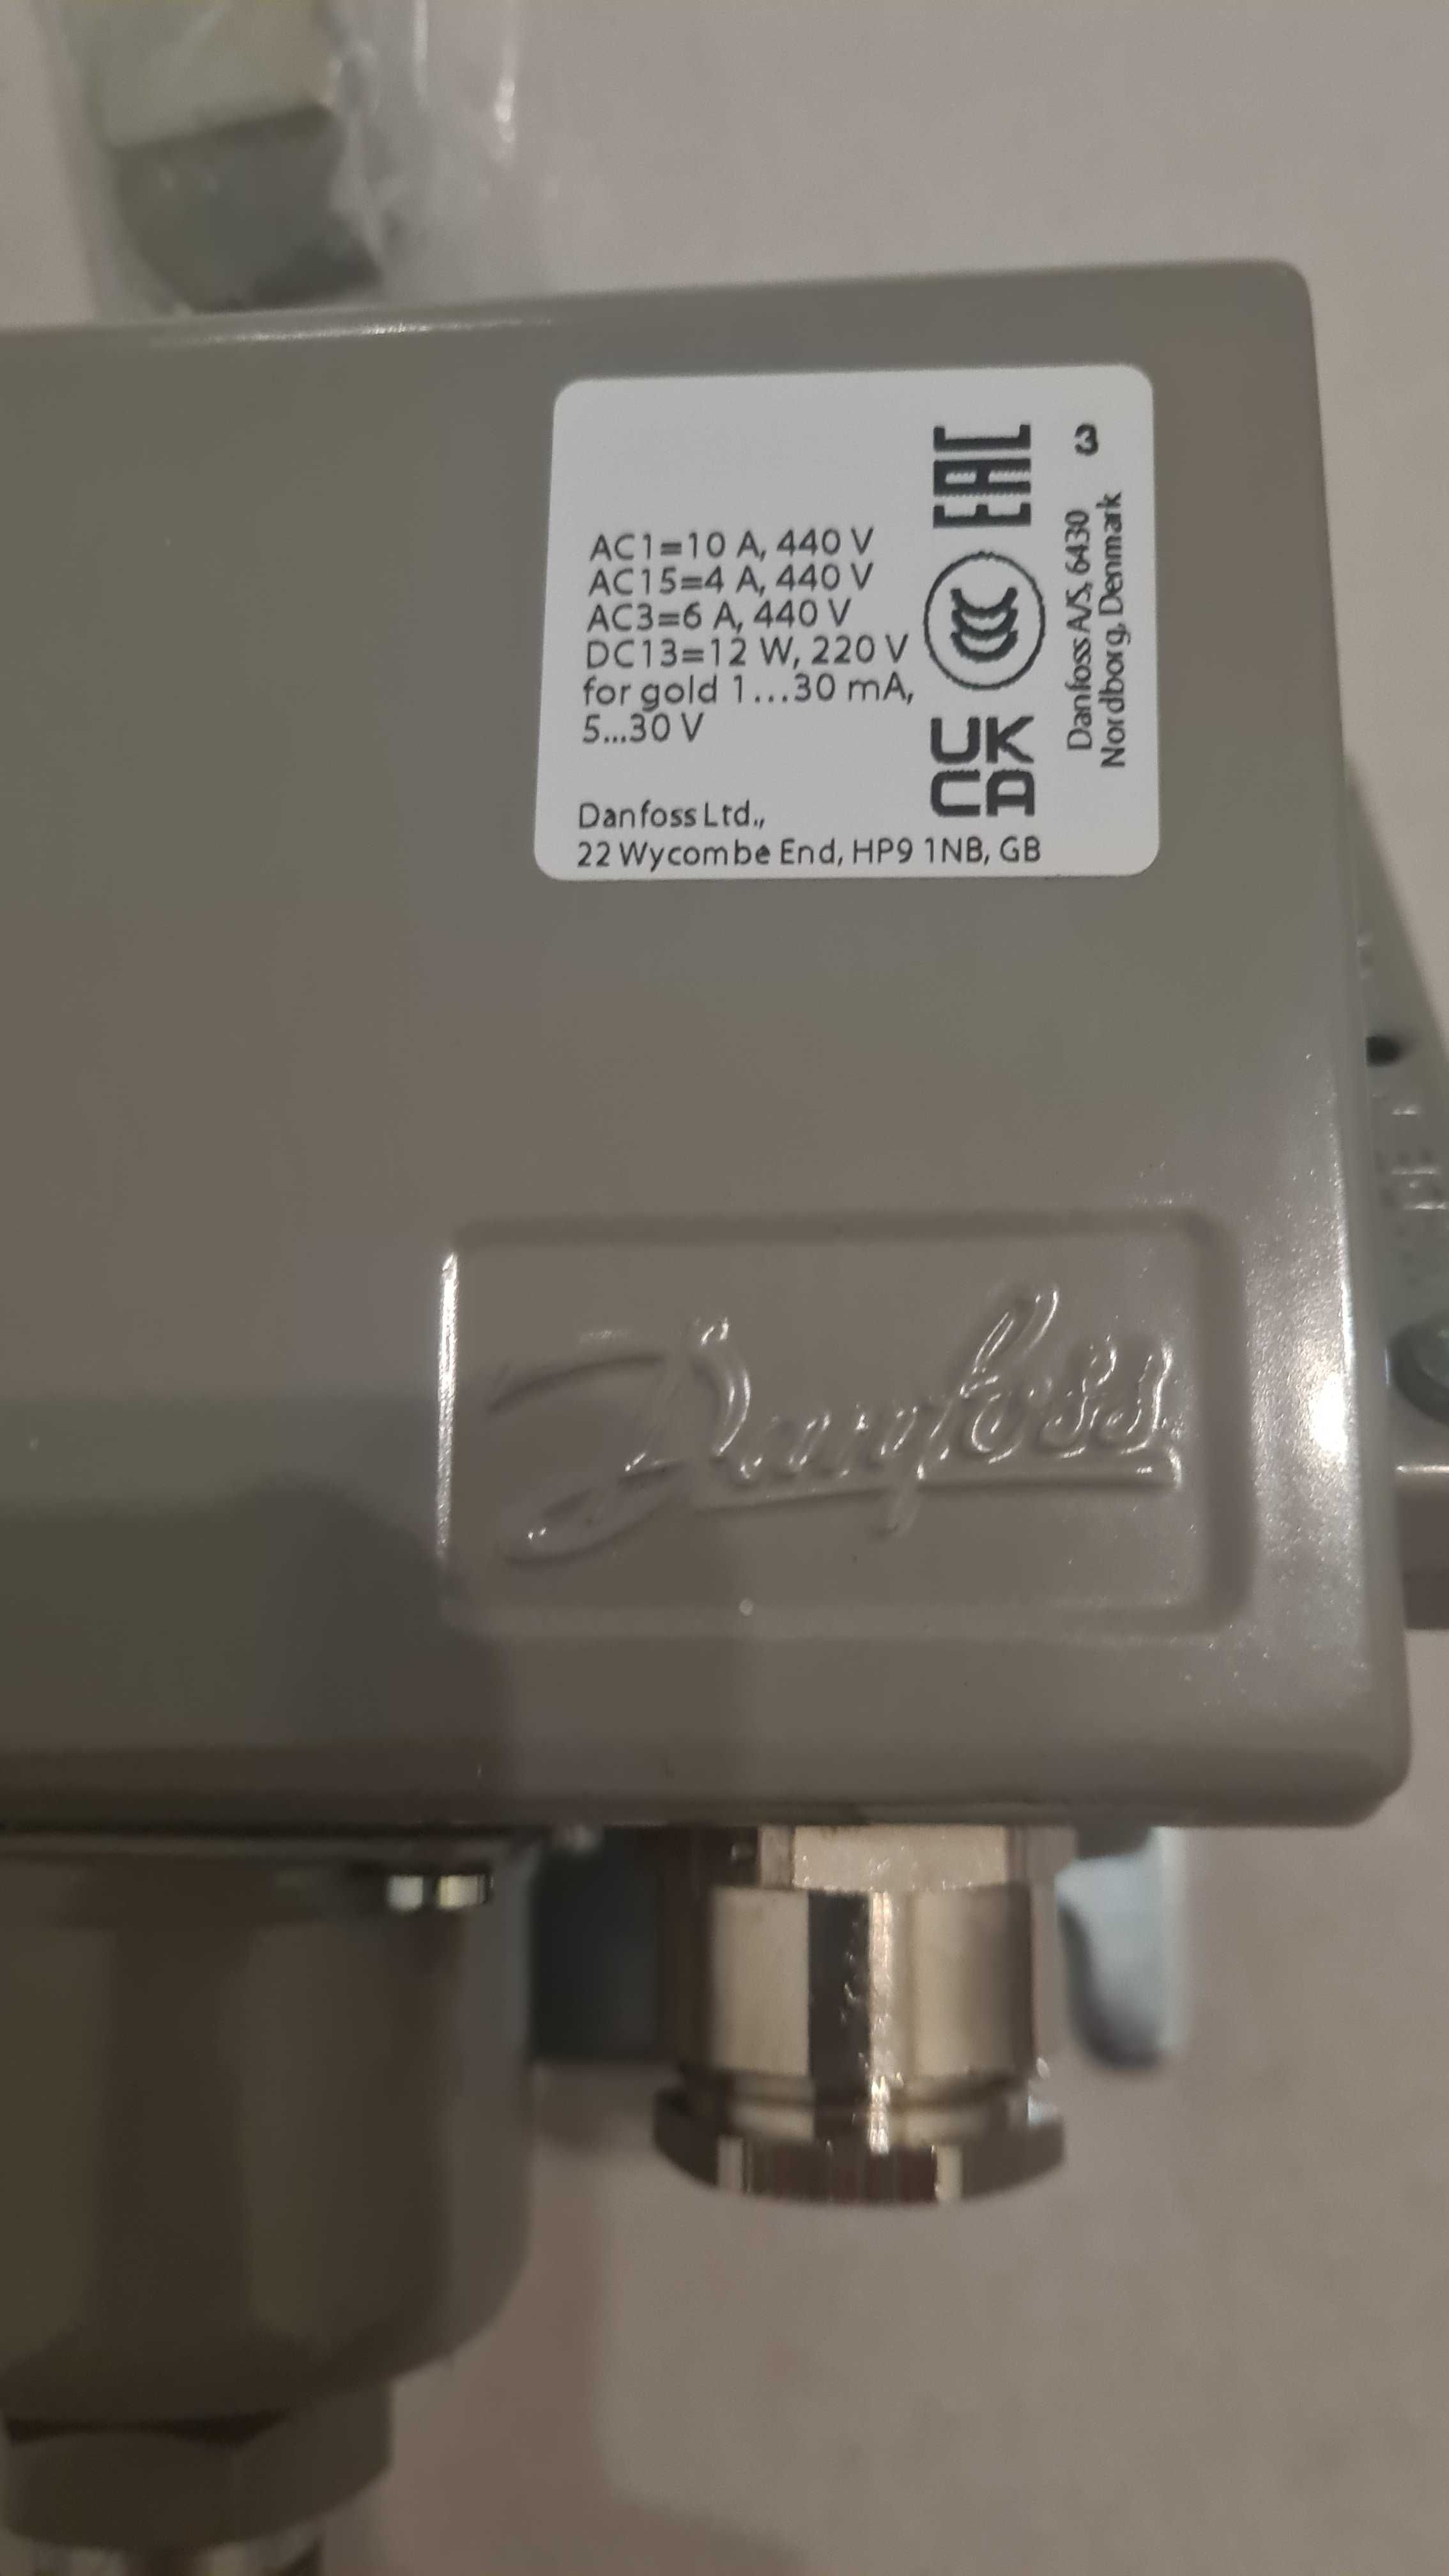 AC1=10 A, 440 V
AC15=4 A, 440 V
AC3=6 A, 440 V
DC13=12 W, 220 V
for gold 1...30 mA,
5...30 V
Danfoss Ltd.,
22 Wycombe End, HP9 1NB, GB
EAC
CCC
UK
CA
Danfoss A/S, 6430
Nordborg, Denmark
3
Danfoss